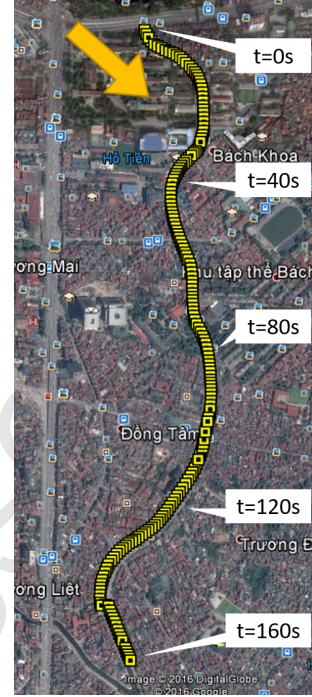 t=0s
Hồ Tiền
Bách Khoa
t=40s
ơng Mai
hu tập thể Bách
t=80s
Đồng Tâm
t=120s
Trương Đ
ơng Liệt
t=160s
Image © 2016 DigitalGlobe
© 2016 Google